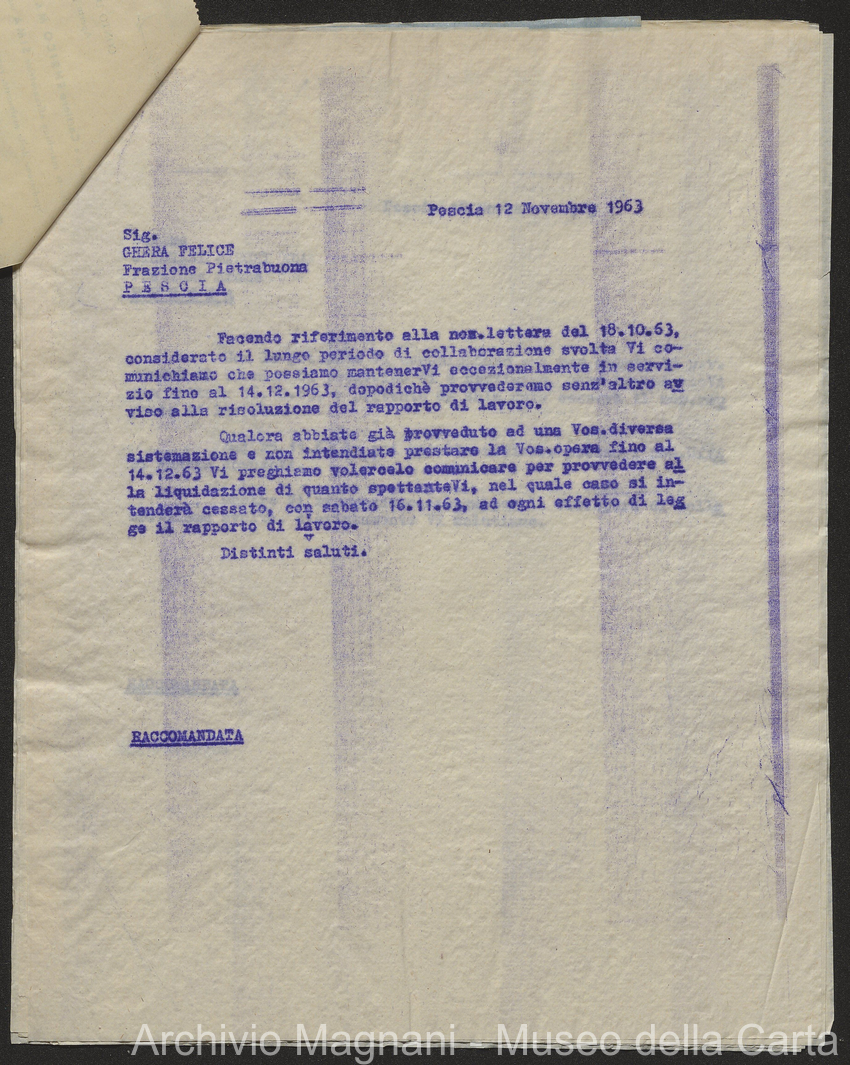 Pescia 12 Novembre 1963
Sig.
GHERA FELICE
Frazione Pietrabuona
P E S C I A
Facendo riferimento alla nos.lettera del 18.10.63,
considerato il lungo periodo di collaborazione svolta Vi co-
munichiamo che possiamo mantenerVi eccezionalmente in servi-
zio fino al 14.12.1963, dopodichè provvederemo senz'altro av
viso alla risoluzione del rapporto di lavoro.
Qualora abbiate già provveduto ad una Vos.diversa
sistemazione e non intendiate prestare la Vos.opera fino al
14.12.63 Vi preghiamo volercelo comunicare per provvedere al
la liquidazione di quanto spettanteVi, nel quale caso si in-
tenderà cessato, con sabato 16.11.63, ad ogni effetto di leg
ge il rapporto di lavoro.
Distinti saluti.
RACCOMANDATA
Archivio Magnani - Museo della Carta